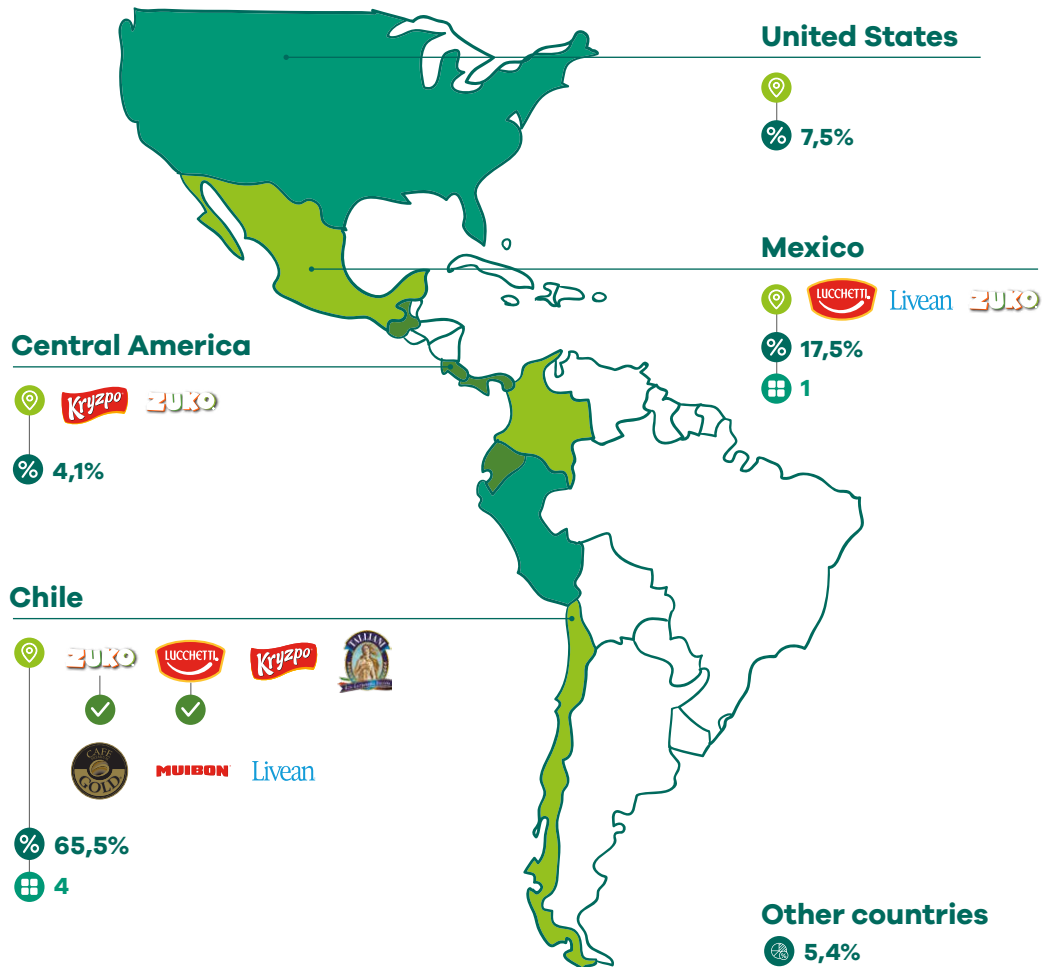 United States
%
7,5%
Mexico
LUCCHETTI Livean ZUKO
%
17,5%
1
Central America
Kryzpo ZUKO
%
4,1%
Chile
ZUKO LUCCHETTI Kryzpo TALLIANI
CAFÉ
GOLD
MUIBON Livean
%
65,5%
4
Other countries
5,4%